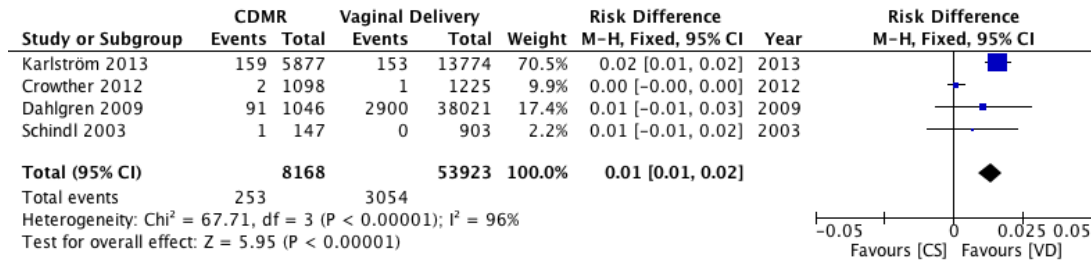 CDMR Vaginal Delivery Risk Difference Risk Difference
Study or Subgroup Events Total Events Total Weight M-H, Fixed, 95% CI Year M-H, Fixed, 95% CI
Karlström 2013 159 5877 153 13774 70.5% 0.02 [0.01, 0.02] 2013
Crowther 2012 2 1098 1 1225 9.9% 0.00 [-0.00, 0.00] 2012
Dahlgren 2009 91 1046 2900 38021 17.4% 0.01 [-0.01, 0.03] 2009
Schindl 2003 1 147 0 903 2.2% 0.01 [-0.01, 0.02] 2003
Total (95% CI) 8168 53923 100.0% 0.01 [0.01, 0.02]
Total events 253 3054
Heterogeneity: Chi² = 67.71, df = 3 (P < 0.00001); I² = 96%
Test for overall effect: Z = 5.95 (P < 0.00001)
-0.05 0 0.025 0.05
Favours [CS] Favours [VD]